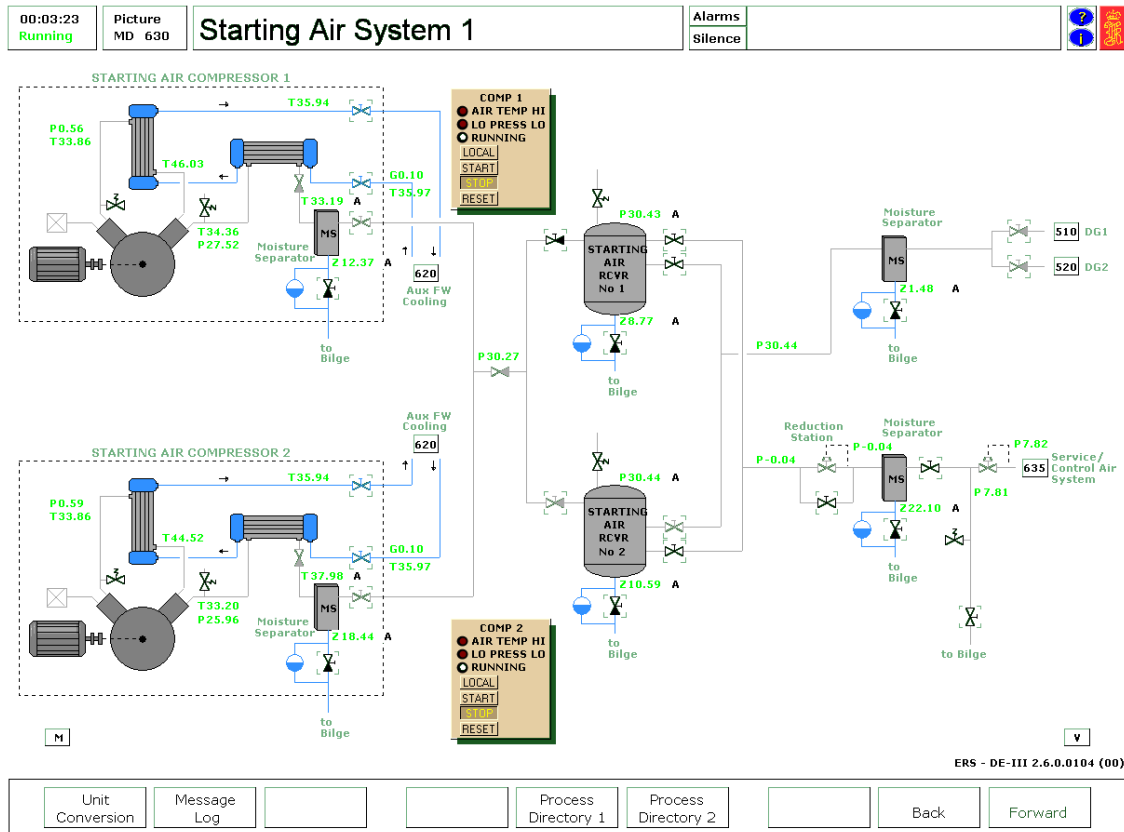 00:03:23
Running
Picture
MD 630
Starting Air System 1
Alarms
Silence
?
i
STARTING AIR COMPRESSOR 1
T35.94
P0.56
T33.86
T46.03
G0.10
T35.97
T33.19 A
T34.36
P27.52
MS
Moisture
Separator
Z12.37 A
620
Aux FW
Cooling
to
Bilge
COMP 1
AIR TEMP HI
LO PRESS LO
RUNNING
LOCAL
START
STOP
RESET
P30.43 A
STARTING
AIR
RCVR
No 1
Z8.77 A
to
Bilge
P30.27
Moisture
Separator
MS
510 DG1
520 DG2
Z1.48 A
to
Bilge
P30.44
Aux FW
Cooling
620
STARTING AIR COMPRESSOR 2
T35.94
P0.59
T33.86
T44.52
G0.10
T35.97
T37.98 A
T33.20
P25.96
MS
Moisture
Separator
Z18.44 A
to
Bilge
COMP 2
AIR TEMP HI
LO PRESS LO
RUNNING
LOCAL
START
STOP
RESET
P30.44 A
STARTING
AIR
RCVR
No 2
Z10.59 A
to
Bilge
Reduction
Station
P-0.04
P-0.04
Moisture
Separator
MS
Z22.10 A
to
Bilge
P7.82
P7.81
635
Service/
Control Air
System
to Bilge
M
V
ERS - DE-III 2.6.0.0104 (00)
Unit
Conversion
Message
Log
Process
Directory 1
Process
Directory 2
Back
Forward